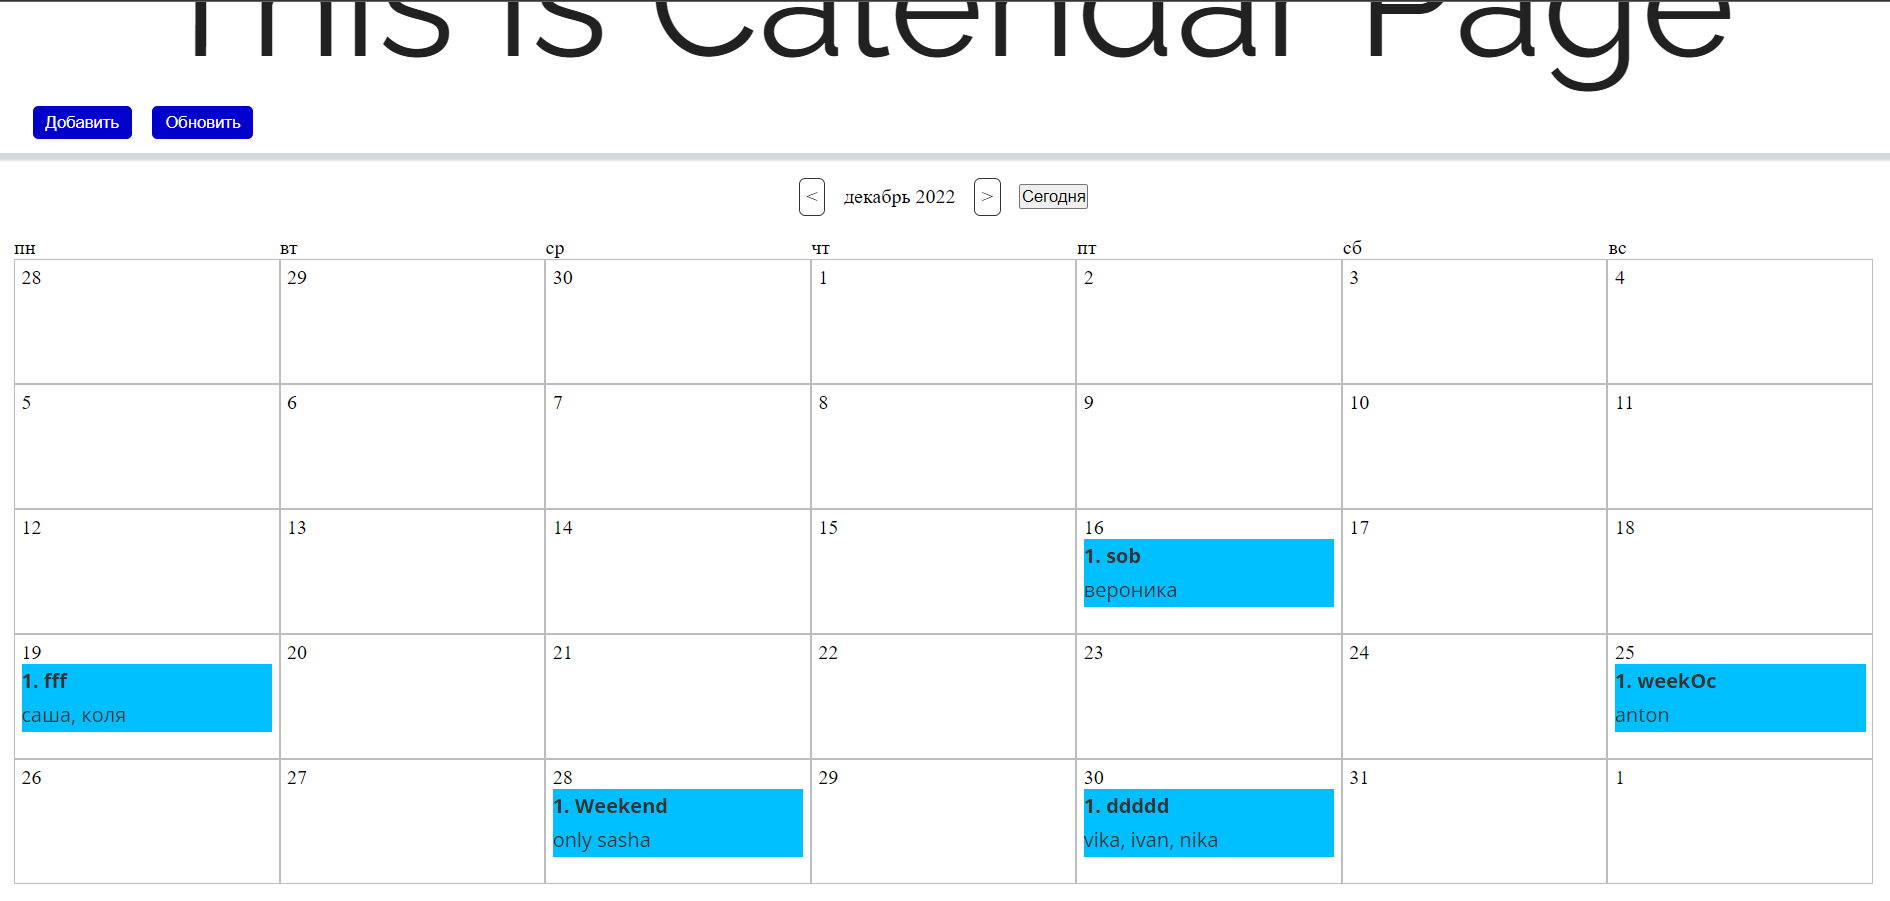 This is Calendar Page
Добавить Обновить
< декабрь 2022 > Сегодня
пн вт ср чт пт сб вс
28 29 30 1 2 3 4
5 6 7 8 9 10 11
12 13 14 15 16 17 18
1. sob
вероника
19 20 21 22 23 24 25
1. fff 1. weekOc
саша, коля anton
26 27 28 29 30 31 1
1. Weekend 1. ddddd
only sasha vika, ivan, nika